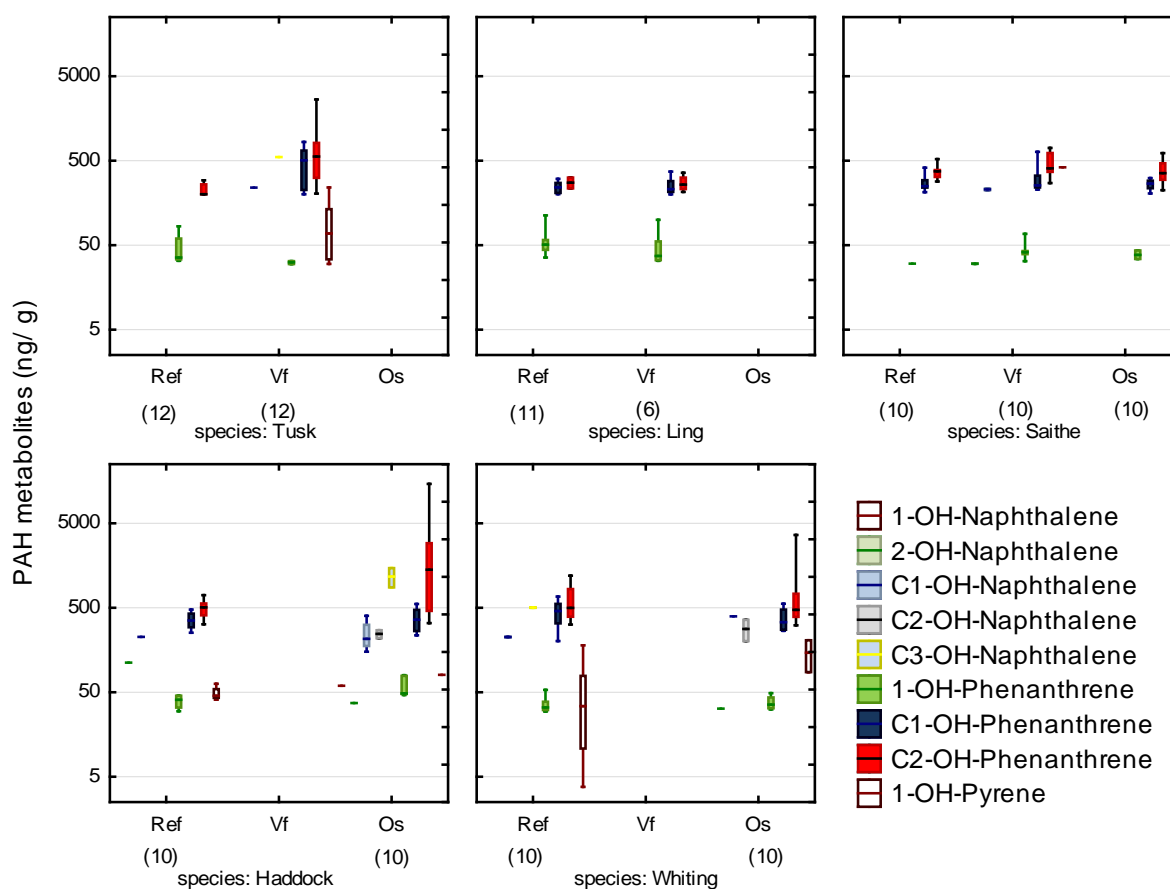 PAH metabolites (ng/ g)
5000
500
50
5
Ref Vf Os
(12) (12)
species: Tusk
Ref Vf Os
(11) (6)
species: Ling
Ref Vf Os
(10) (10) (10)
species: Saithe
5000
500
50
5
Ref Vf Os
(10) (10)
species: Haddock
Ref Vf Os
(10) (10)
species: Whiting
1-OH-Naphthalene
2-OH-Naphthalene
C1-OH-Naphthalene
C2-OH-Naphthalene
C3-OH-Naphthalene
1-OH-Phenanthrene
C1-OH-Phenanthrene
C2-OH-Phenanthrene
1-OH-Pyrene